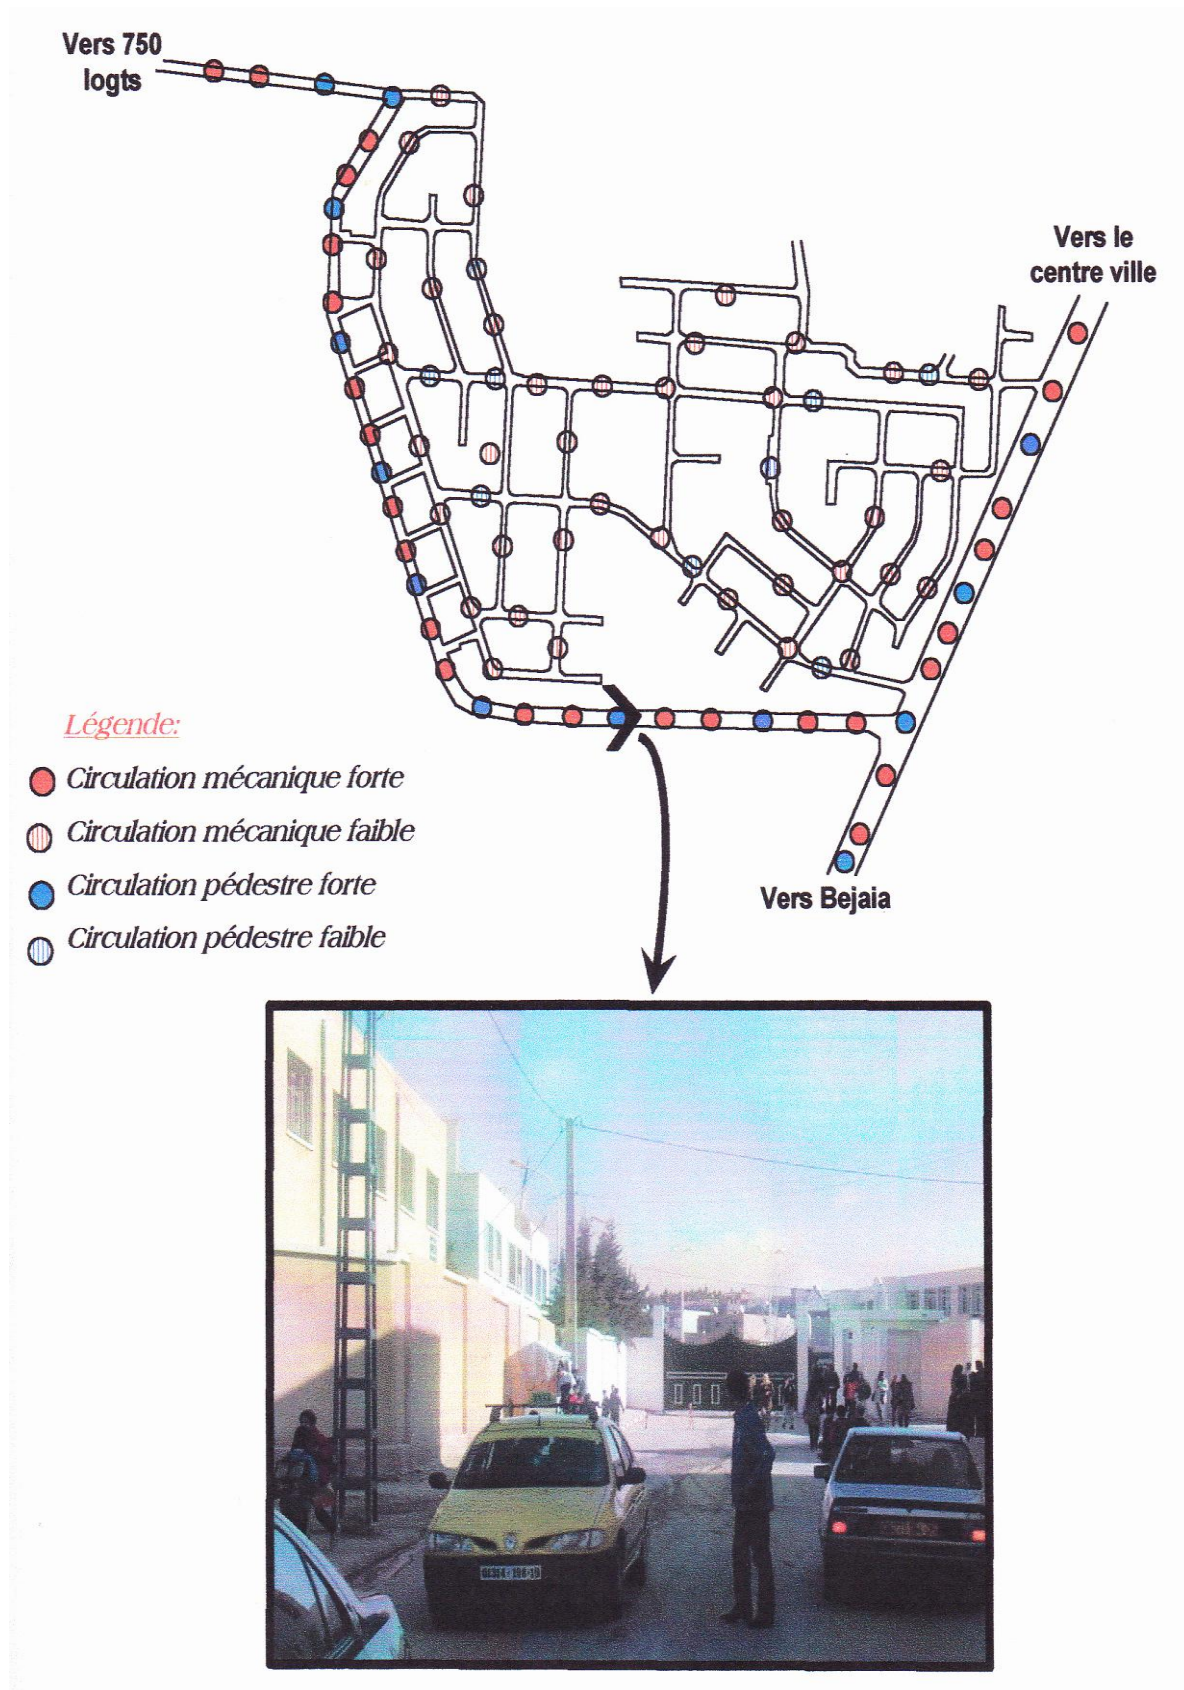 Vers 750
logts
Vers le
centre ville
Légende:
Circulation mécanique forte
Circulation mécanique faible
Circulation pédestre forte
Circulation pédestre faible
Vers Bejaia